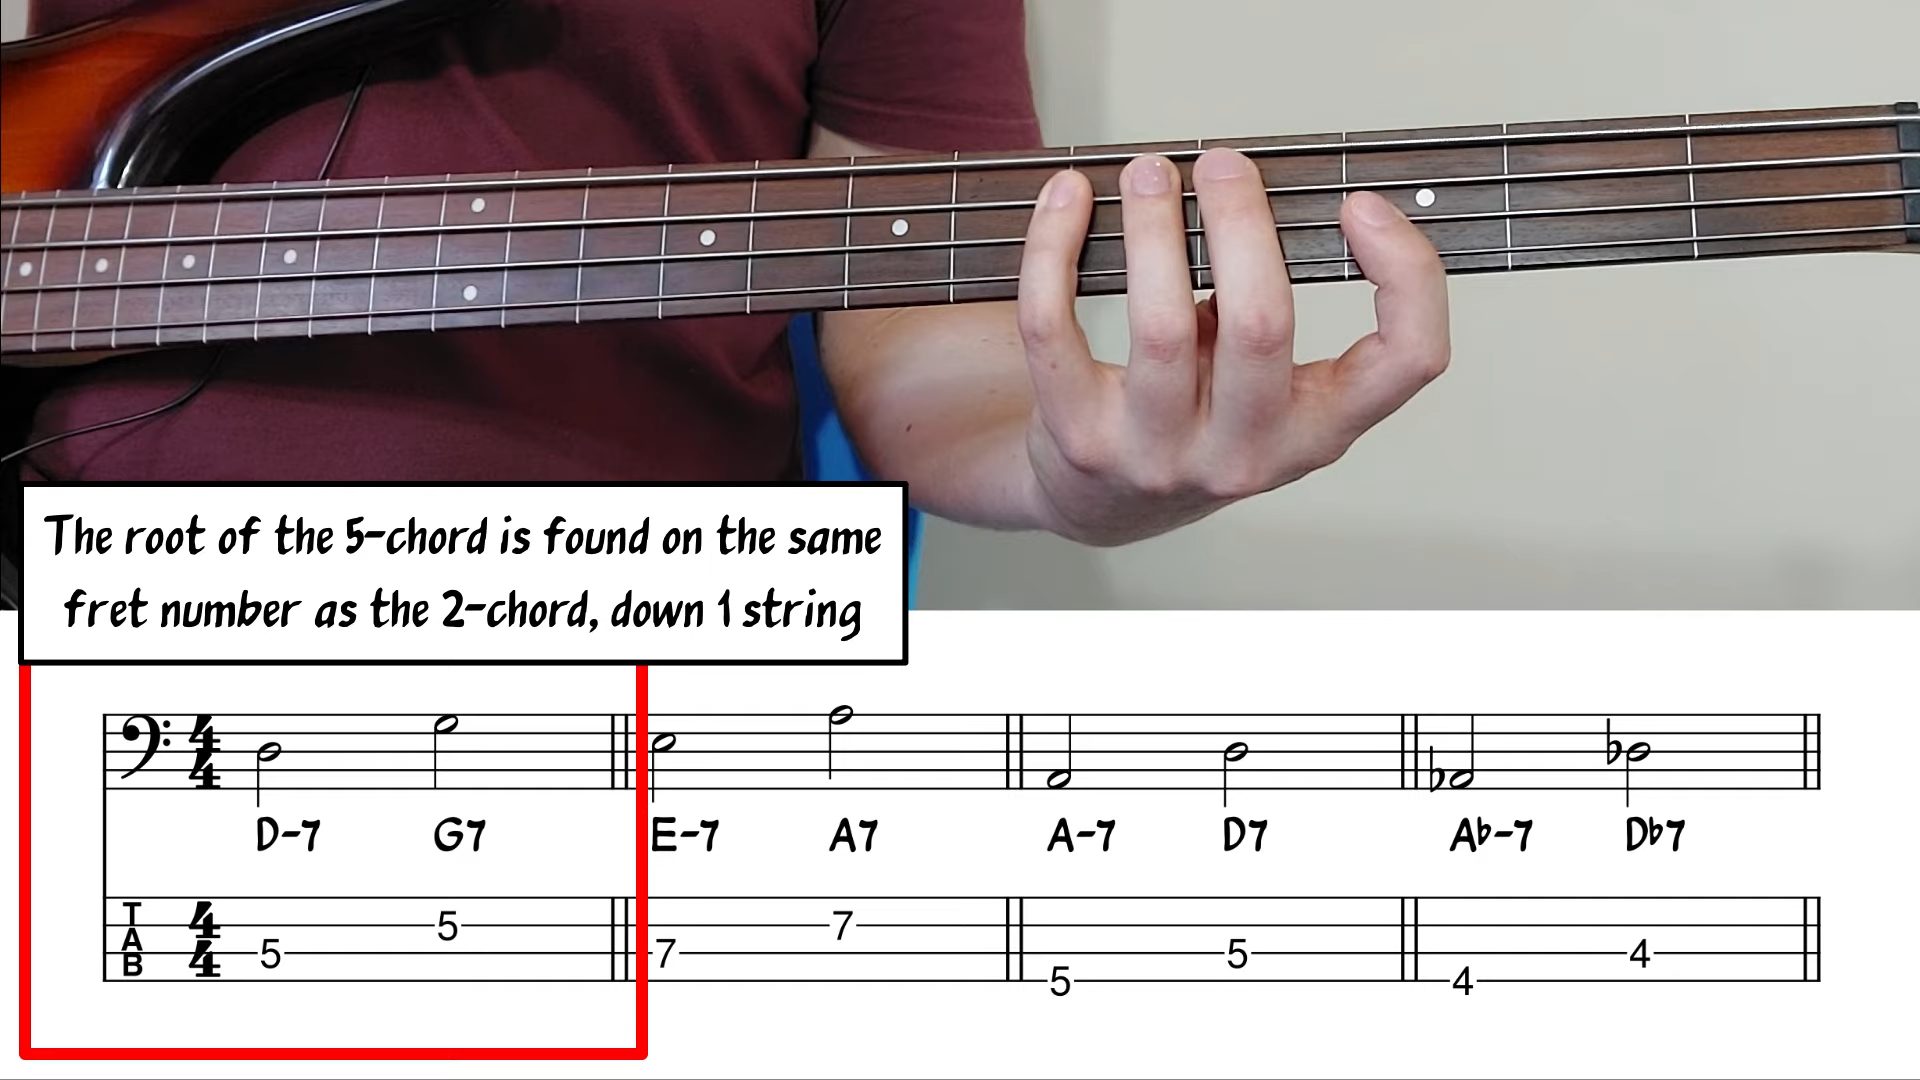 The root of the 5-chord is found on the same
fret number as the 2-chord, down 1 string
4
4
D-7 G7 E-7 A7 A-7 D7 Ab-7 Db7
T
A
B
4
4
5 5 7 7 5 5 4 4